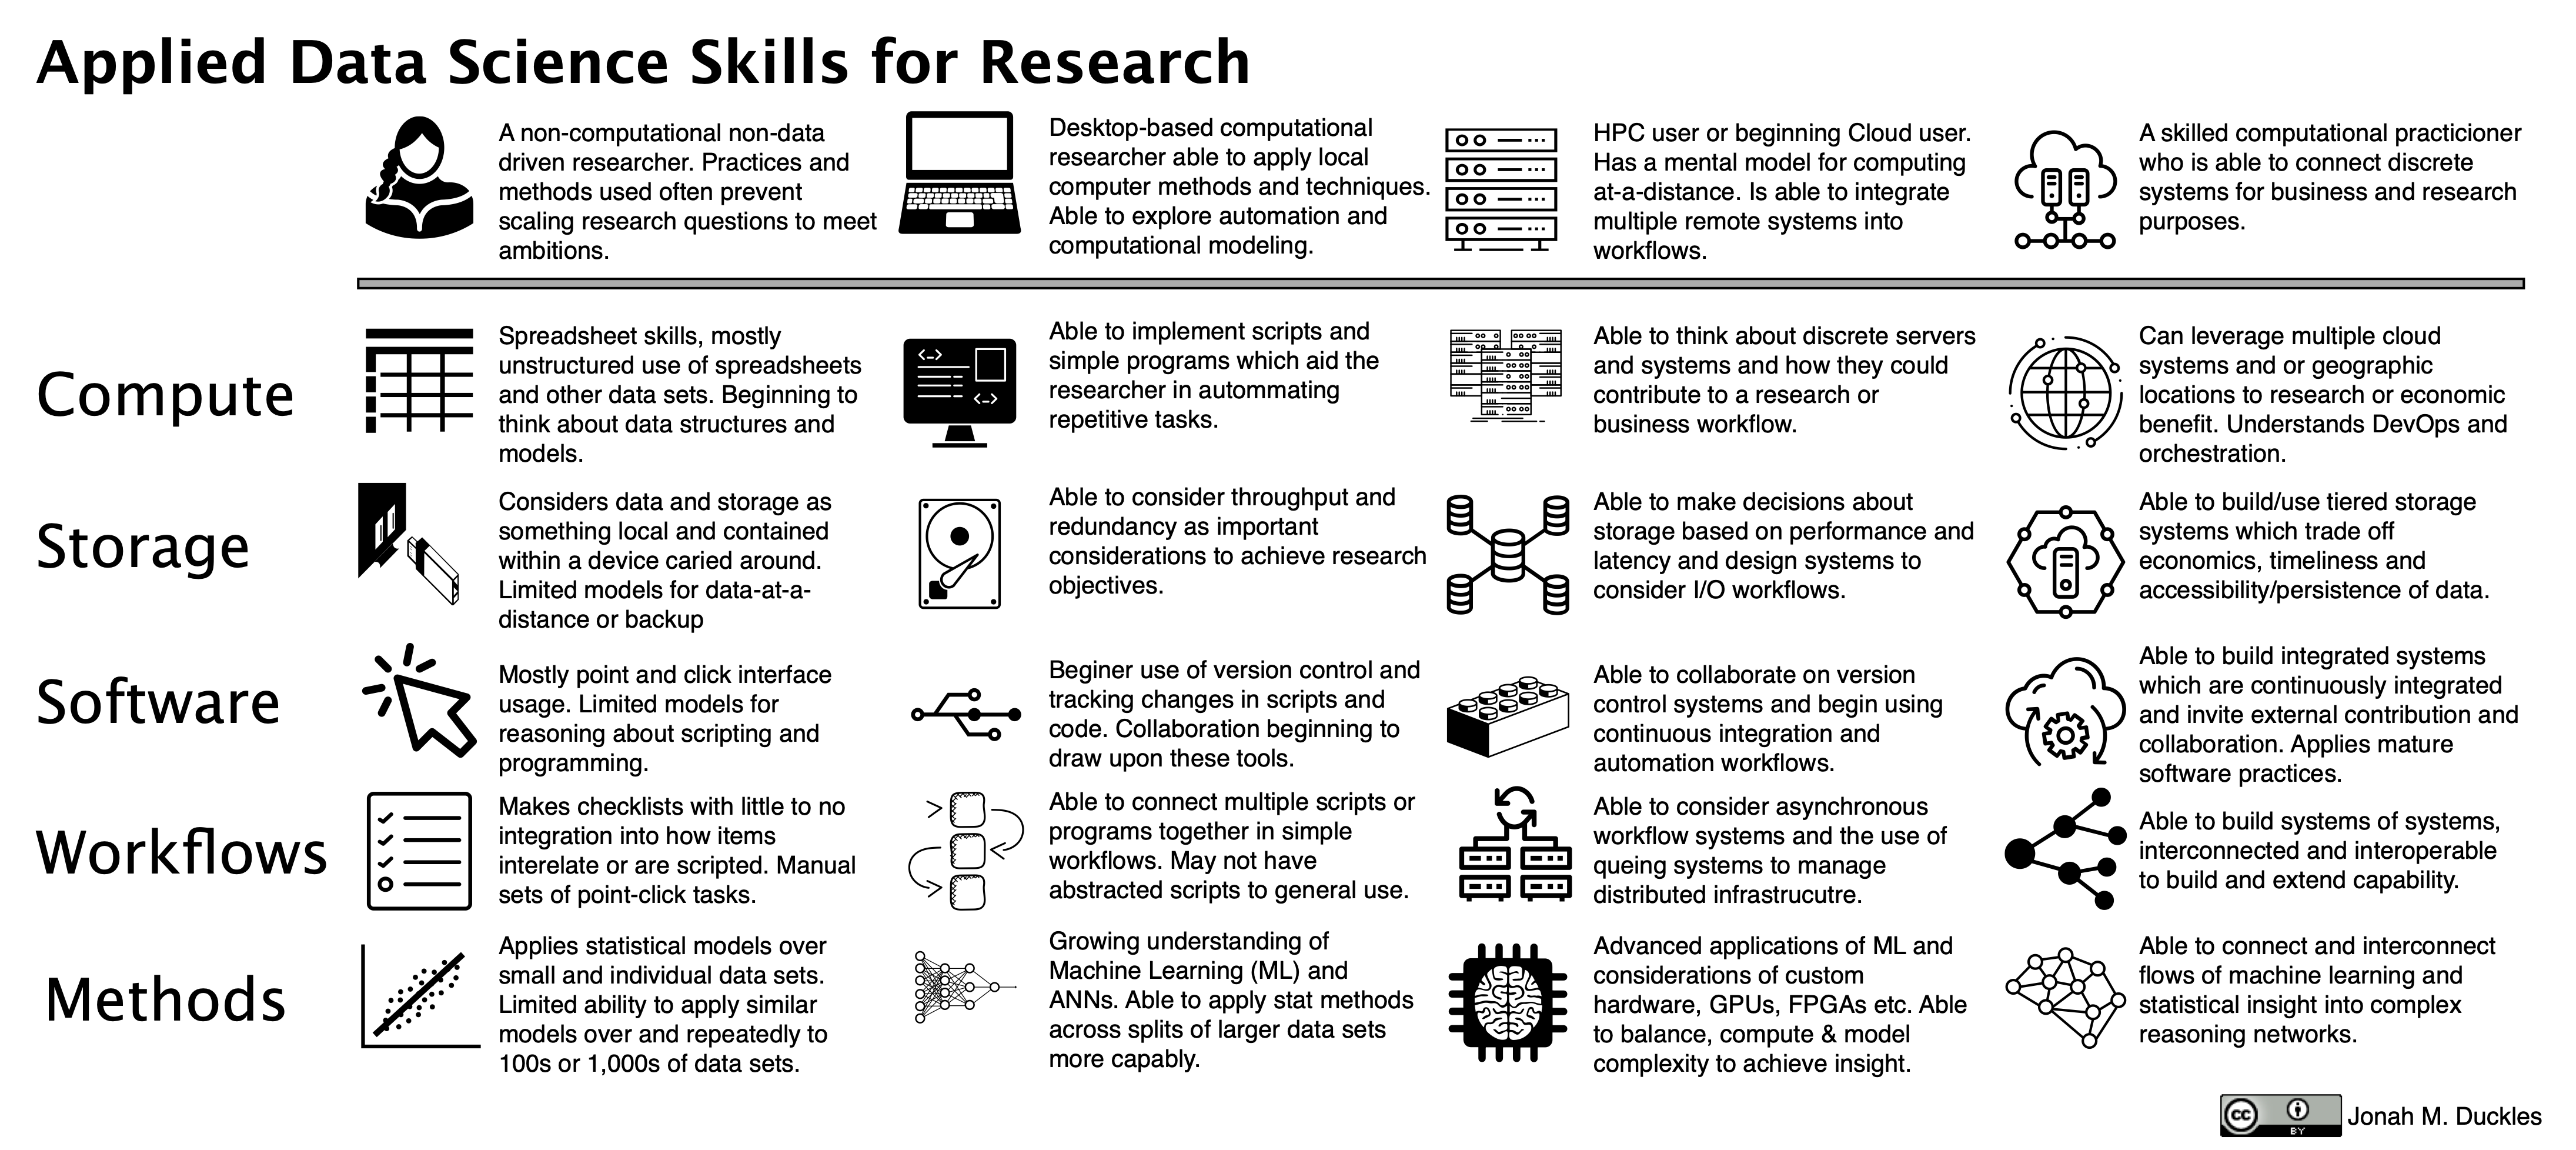 Applied Data Science Skills for Research
A non-computational non-data
driven researcher. Practices and
methods used often prevent
scaling research questions to meet
ambitions.
Desktop-based computational
researcher able to apply local
computer methods and techniques.
Able to explore automation and
computational modeling.
HPC user or beginning Cloud user.
Has a mental model for computing
at-a-distance. Is able to integrate
multiple remote systems into
workflows.
A skilled computational practicioner
who is able to connect discrete
systems for business and research
purposes.
Compute
Spreadsheet skills, mostly
unstructured use of spreadsheets
and other data sets. Beginning to
think about data structures and
models.
Able to implement scripts and
simple programs which aid the
researcher in autommating
repetitive tasks.
Able to think about discrete servers
and systems and how they could
contribute to a research or
business workflow.
Can leverage multiple cloud
systems and or geographic
locations to research or economic
benefit. Understands DevOps and
orchestration.
Storage
Considers data and storage as
something local and contained
within a device caried around.
Limited models for data-at-a-
distance or backup
Able to consider throughput and
redundancy as important
considerations to achieve research
objectives.
Able to make decisions about
storage based on performance and
latency and design systems to
consider I/O workflows.
Able to build/use tiered storage
systems which trade off
economics, timeliness and
accessibility/persistence of data.
Software
Mostly point and click interface
usage. Limited models for
reasoning about scripting and
programming.
Beginer use of version control and
tracking changes in scripts and
code. Collaboration beginning to
draw upon these tools.
Able to collaborate on version
control systems and begin using
continuous integration and
automation workflows.
Able to build integrated systems
which are continuously integrated
and invite external contribution and
collaboration. Applies mature
software practices.
Workflows
Makes checklists with little to no
integration into how items
interelate or are scripted. Manual
sets of point-click tasks.
Able to connect multiple scripts or
programs together in simple
workflows. May not have
abstracted scripts to general use.
Able to consider asynchronous
workflow systems and the use of
queing systems to manage
distributed infrastrucutre.
Able to build systems of systems,
interconnected and interoperable
to build and extend capability.
Methods
Applies statistical models over
small and individual data sets.
Limited ability to apply similar
models over and repeatedly to
100s or 1,000s of data sets.
Growing understanding of
Machine Learning (ML) and
ANNs. Able to apply stat methods
across splits of larger data sets
more capably.
Advanced applications of ML and
considerations of custom
hardware, GPUs, FPGAs etc. Able
to balance, compute & model
complexity to achieve insight.
Able to connect and interconnect
flows of machine learning and
statistical insight into complex
reasoning networks.
cc BY Jonah M. Duckles